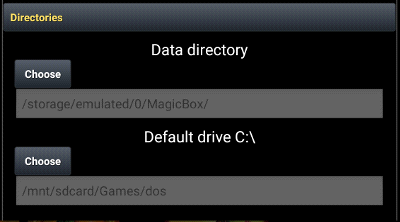 Directories
Data directory
Choose
/storage/emulated/0/MagicBox/
Default drive C:\
Choose
/mnt/sdcard/Games/dos